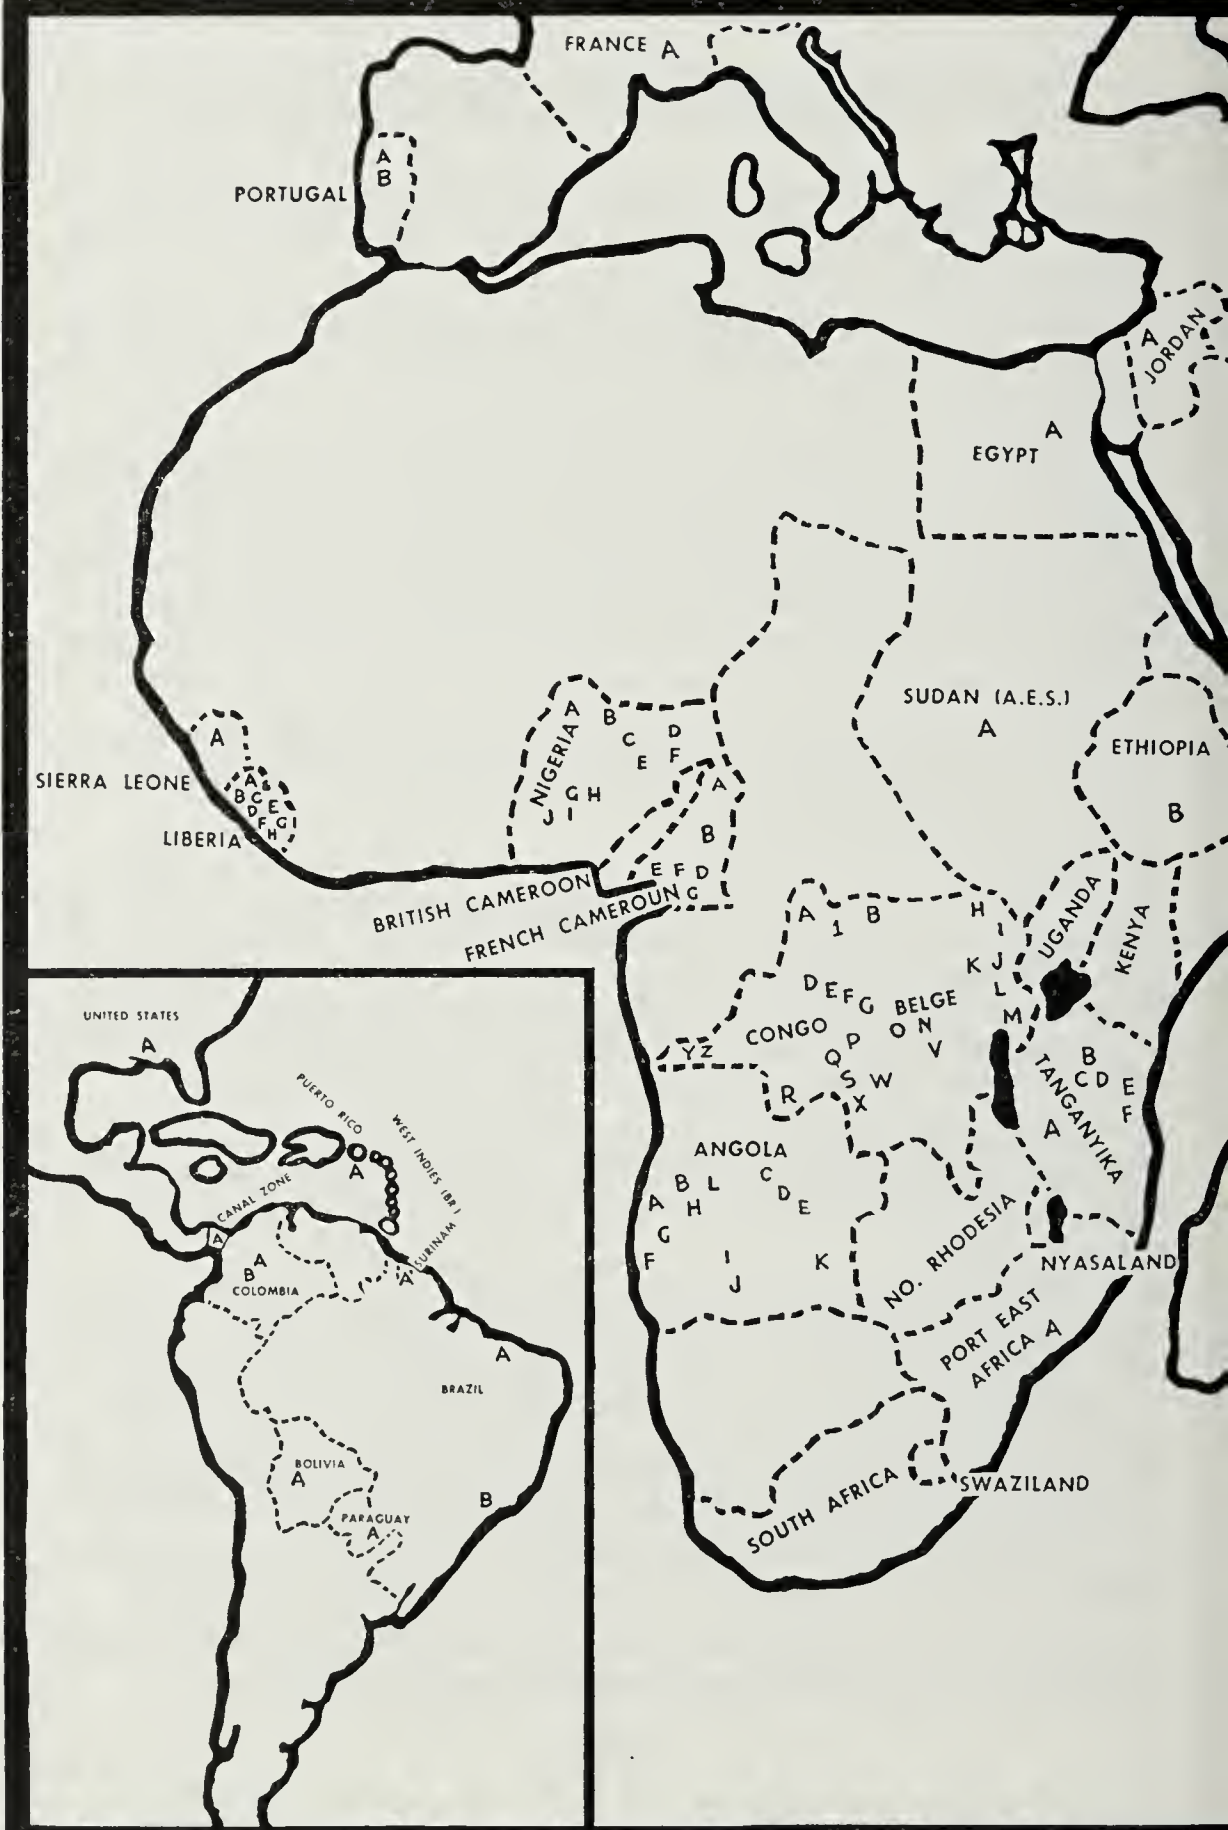 FRANCE A
A
B
PORTUGAL
A
JORDAN
A
EGYPT
SUDAN (A.E.S.)
A
ETHIOPIA
B
A
SIERRA LEONE
A
B C E
D
F G I
H
LIBERIA
NIGERIA
A
B
C
D
E
F
G H
J I
A
B
E F D
G
BRITISH CAMEROON
FRENCH CAMEROUN
UGANDA
KENYA
A
1
B
H
I
J
K
L
M
D E F G
BELGE
CONGO
O N
P
V
Q
S W
R
X
Y Z
TANGANYIKA
B
C D E
F
A
ANGOLA
A
B L
H
C
D
E
G
F
I
J
K
NO. RHODESIA
NYASALAND
PORT EAST
AFRICA A
SOUTH AFRICA
SWAZILAND
UNITED STATES
A
PUERTO RICO
A
WEST INDIES (BR)
CANAL ZONE
A
SURINAM
A
A
B
COLOMBIA
A
BRAZIL
BOLIVIA
A
B
PARAGUAY
A